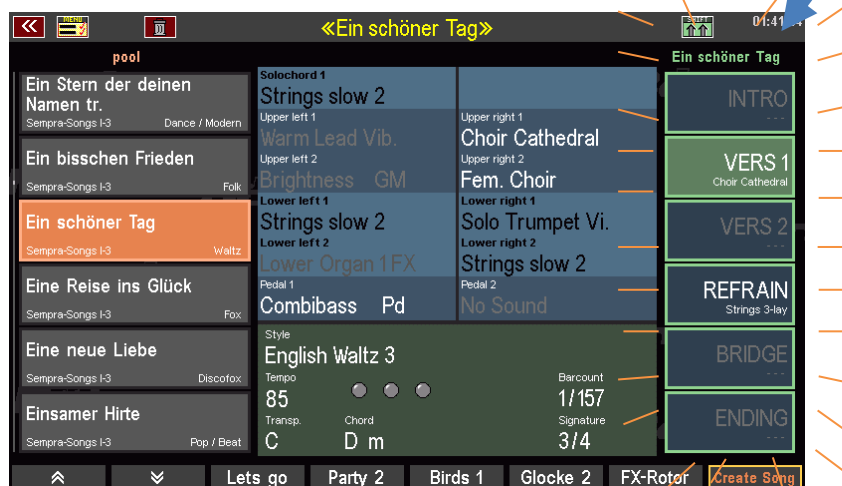 MENU
«Ein schöner Tag»
SHIFT
pool
Ein schöner Tag
Ein Stern der deinen
Namen tr.
Sempra-Songs I-3 Dance / Modern
Ein bisschen Frieden
Sempra-Songs I-3 Folk
Ein schöner Tag
Sempra-Songs I-3 Waltz
Eine Reise ins Glück
Sempra-Songs I-3 Fox
Eine neue Liebe
Sempra-Songs I-3 Discofox
Einsamer Hirte
Sempra-Songs I-3 Pop / Beat
Solochord 1
Strings slow 2
Upper left 1 Upper right 1
Warm Lead Vib. Choir Cathedral
Upper left 2 Upper right 2
Brightness GM Fem. Choir
Lower left 1 Lower right 1
Strings slow 2 Solo Trumpet Vi.
Lower left 2 Lower right 2
Lower Organ 1FX Strings slow 2
Pedal 1 Pedal 2
Combibass Pd No Sound
Style
English Waltz 3
Tempo Barcount
85 1/157
Transp. Chord Signature
C D m 3/4
INTRO
---
VERS 1
Choir Cathedral
VERS 2
---
REFRAIN
Strings 3-lay
BRIDGE
---
ENDING
---
Lets go Party 2 Birds 1 Glocke 2 FX-Rotor Create Song